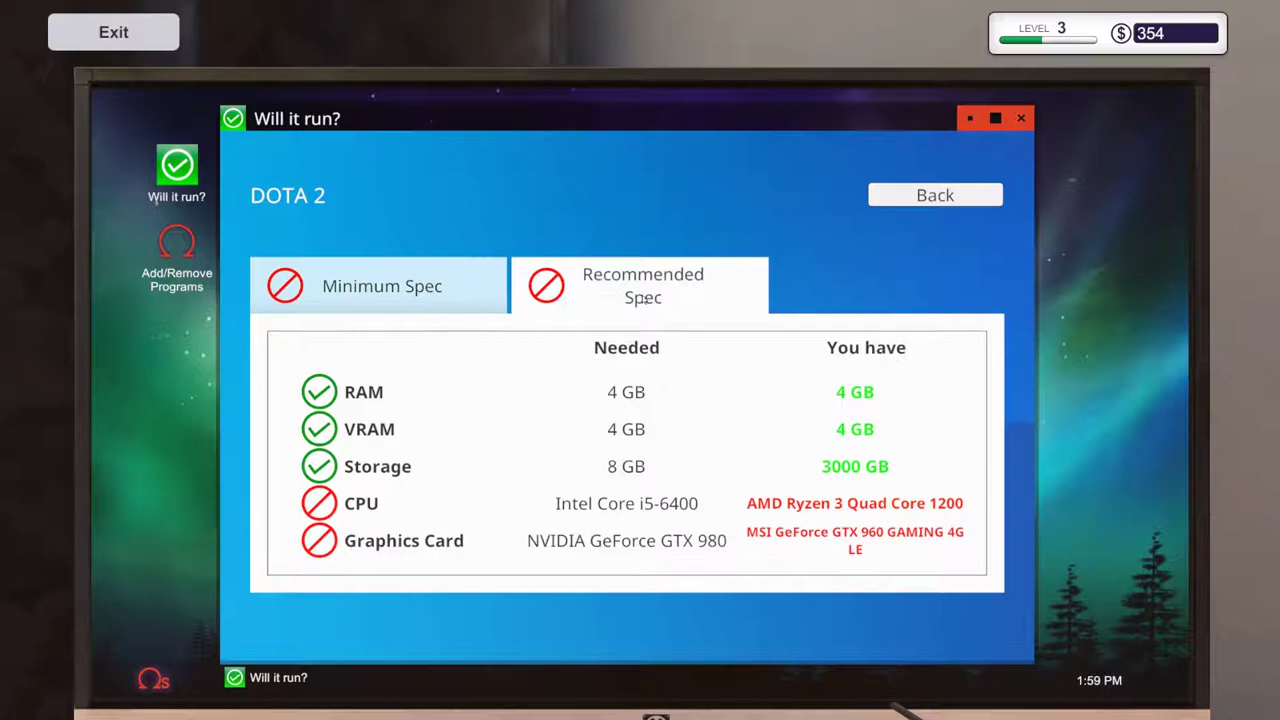 Exit
LEVEL 3
$ 354
Will it run?
Will it run?
Add/Remove
Programs
DOTA 2
Back
Minimum Spec
Recommended
Spec
Needed You have
RAM 4 GB 4 GB
VRAM 4 GB 4 GB
Storage 8 GB 3000 GB
CPU Intel Core i5-6400 AMD Ryzen 3 Quad Core 1200
Graphics Card NVIDIA GeForce GTX 980 MSI GeForce GTX 960 GAMING 4G
LE
Ωs
Will it run?
1:59 PM